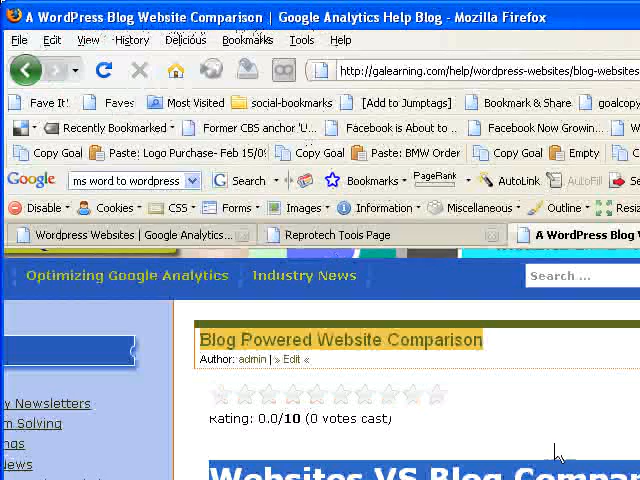 A WordPress Blog Website Comparison | Google Analytics Help Blog - Mozilla Firefox
File Edit View History Delicious Bookmarks Tools Help
http://galearning.com/help/wordpress-websites/blog-websites
Fave It! Faves Most Visited social-bookmarks [Add to Jumptags] Bookmark & Share goalcopy
Recently Bookmarked Former CBS anchor 'U... Facebook is About to ... Facebook Now Growin...
Copy Goal Paste: Logo Purchase- Feb 15/09 Copy Goal Paste: BMW Order Copy Goal Paste: Empty
Google ms word to wordpress Search Bookmarks PageRank AutoLink AutoFill Se
Disable Cookies CSS Forms Images Information Miscellaneous Outline Resiz
Wordpress Websites | Google Analytics... Reprotech Tools Page A WordPress Blog
Optimizing Google Analytics Industry News Search ...
Blog Powered Website Comparison
Author: admin | » Edit «
Rating: 0.0/10 (0 votes cast)
y Newsletters
m Solving
ngs
News
Websites VS Blog Compar